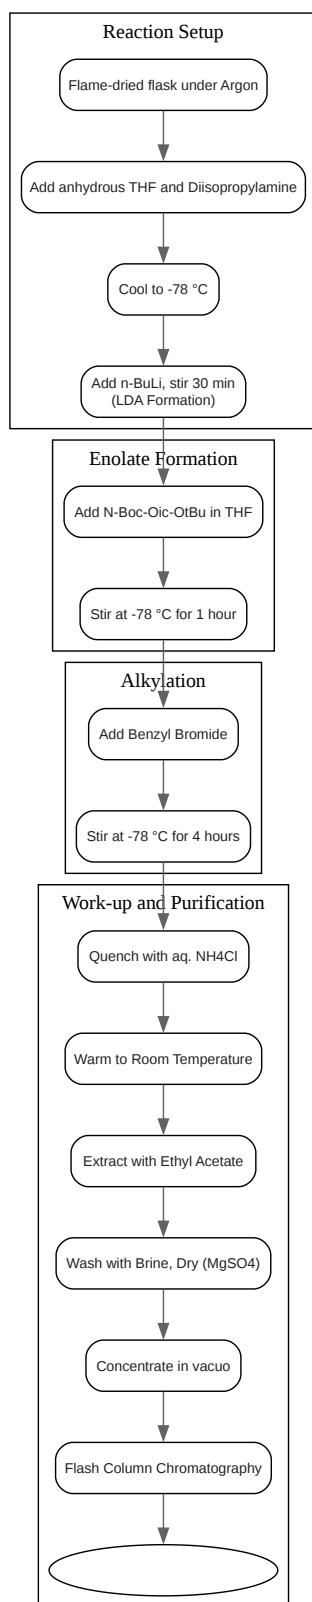 Reaction Setup
Flame-dried flask under Argon
Add anhydrous THF and Diisopropylamine
Cool to -78 °C
Add n-BuLi, stir 30 min
(LDA Formation)
Enolate Formation
Add N-Boc-Oic-OtBu in THF
Stir at -78 °C for 1 hour
Alkylation
Add Benzyl Bromide
Stir at -78 °C for 4 hours
Work-up and Purification
Quench with aq. NH4Cl
Warm to Room Temperature
Extract with Ethyl Acetate
Wash with Brine, Dry (MgSO4)
Concentrate in vacuo
Flash Column Chromatography